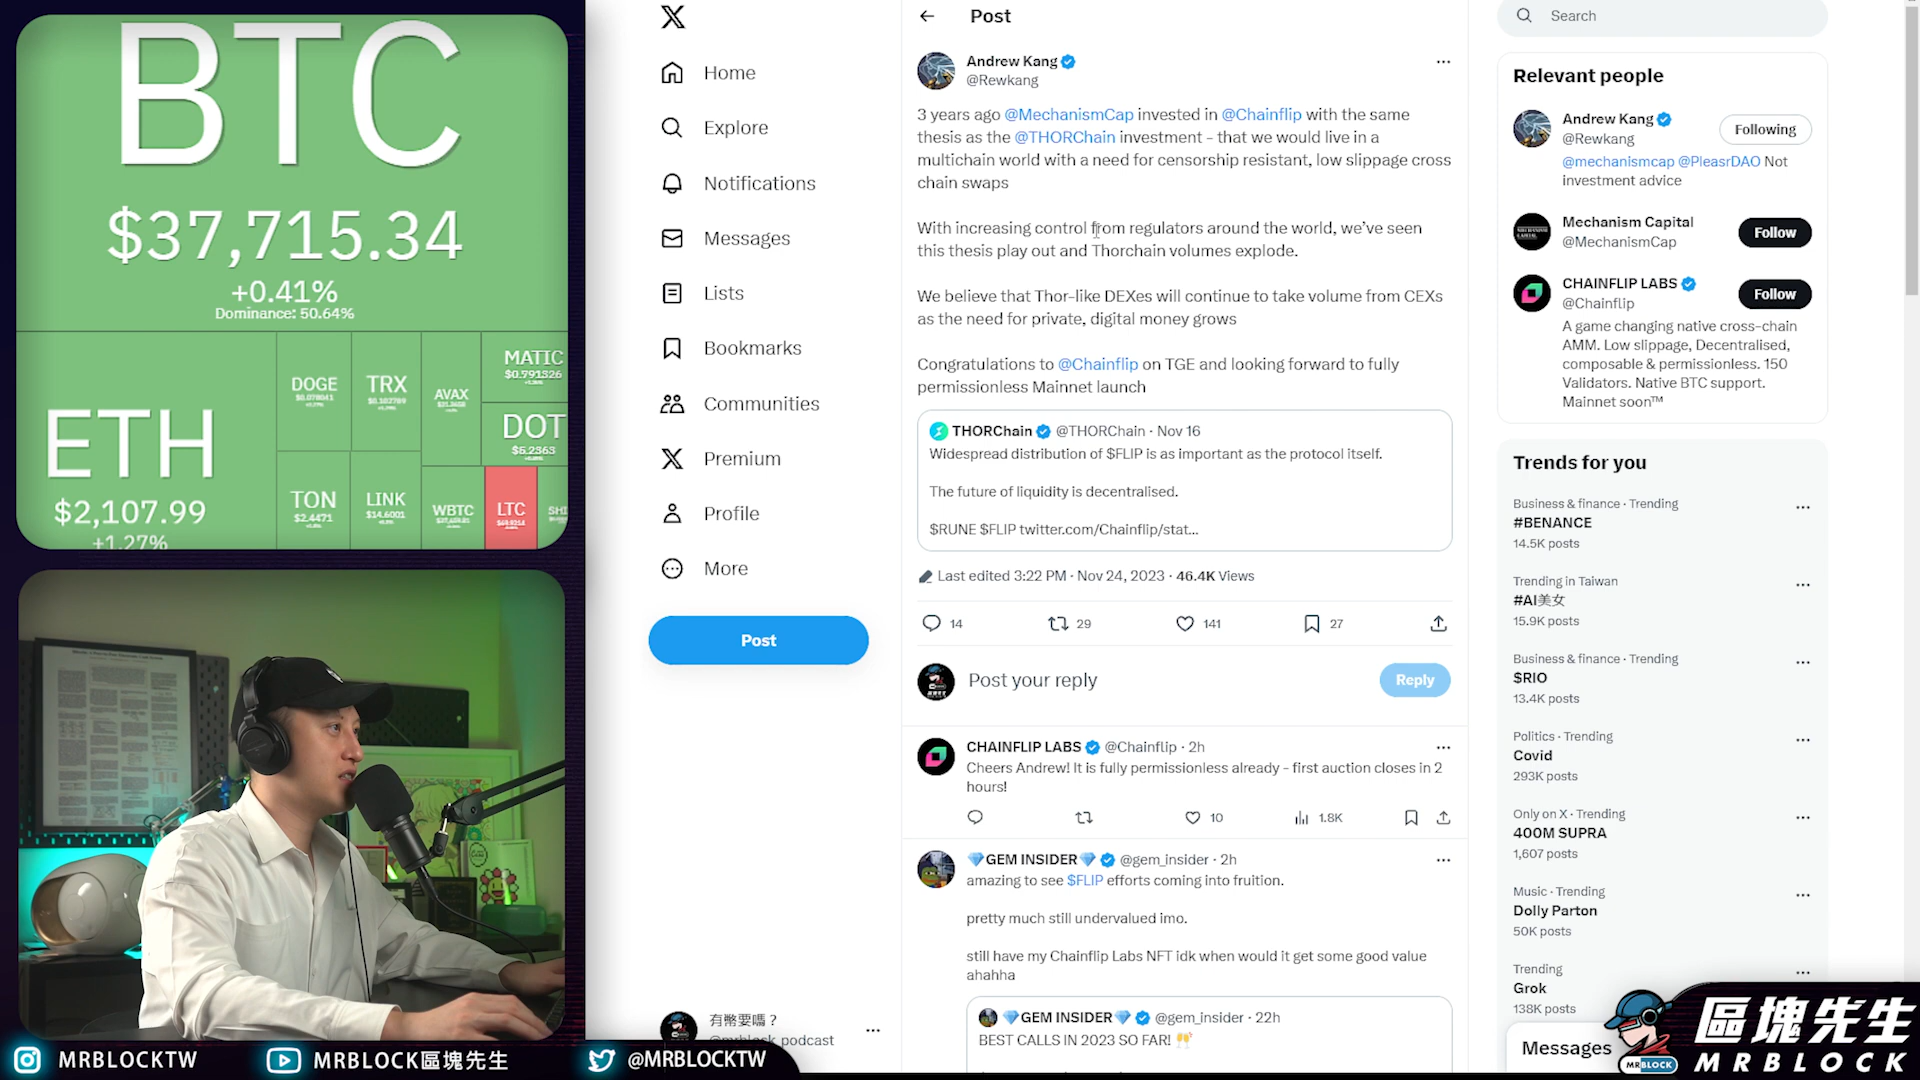 BTC
$37,715.34
+0.41%
Dominance: 50.64%
ETH
$2,107.99
+1.27%
DOGE
TRX
$0.102789
AVAX
MATIC
$0.791526
DOT
$5.2363
TON
$2.4471
LINK
$14.6001
WBTC
LTC
SHI
Home
Explore
Notifications
Messages
Lists
Bookmarks
Communities
Premium
Profile
More
Post
有幣要嗎？
@mrblock podcast
Post
Andrew Kang
@Rewkang
3 years ago @MechanismCap invested in @Chainflip with the same
thesis as the @THORChain investment - that we would live in a
multichain world with a need for censorship resistant, low slippage cross
chain swaps
With increasing control from regulators around the world, we've seen
this thesis play out and Thorchain volumes explode.
We believe that Thor-like DEXes will continue to take volume from CEXs
as the need for private, digital money grows
Congratulations to @Chainflip on TGE and looking forward to fully
permissionless Mainnet launch
THORChain @THORChain · Nov 16
Widespread distribution of $FLIP is as important as the protocol itself.
The future of liquidity is decentralised.
$RUNE $FLIP twitter.com/Chainflip/stat...
Last edited 3:22 PM · Nov 24, 2023 · 46.4K Views
14 29 141 27
Post your reply
Reply
CHAINFLIP LABS @Chainflip · 2h
Cheers Andrew! It is fully permissionless already - first auction closes in 2
hours!
10 1.8K
GEM INSIDER @gem_insider · 2h
amazing to see $FLIP efforts coming into fruition.
pretty much still undervalued imo.
still have my Chainflip Labs NFT idk when would it get some good value
ahahha
GEM INSIDER @gem_insider · 22h
BEST CALLS IN 2023 SO FAR!
Search
Relevant people
Andrew Kang
@Rewkang
Following
@mechanismcap @PleasrDAO Not
investment advice
Mechanism Capital
@MechanismCap
Follow
CHAINFLIP LABS
@Chainflip
Follow
A game changing native cross-chain
AMM. Low slippage, Decentralised,
composable & permissionless. 150
Validators. Native BTC support.
Mainnet soon™
Trends for you
Business & finance · Trending
#BENANCE
14.5K posts
Trending in Taiwan
#AI美女
15.9K posts
Business & finance · Trending
$RIO
13.4K posts
Politics · Trending
Covid
293K posts
Only on X · Trending
400M SUPRA
1,607 posts
Music · Trending
Dolly Parton
50K posts
Trending
Grok
138K posts
Messages
MRBLOCKTW
MRBLOCK區塊先生
@MRBLOCKTW
MRBLOCK
區塊先生
MRBLOCK